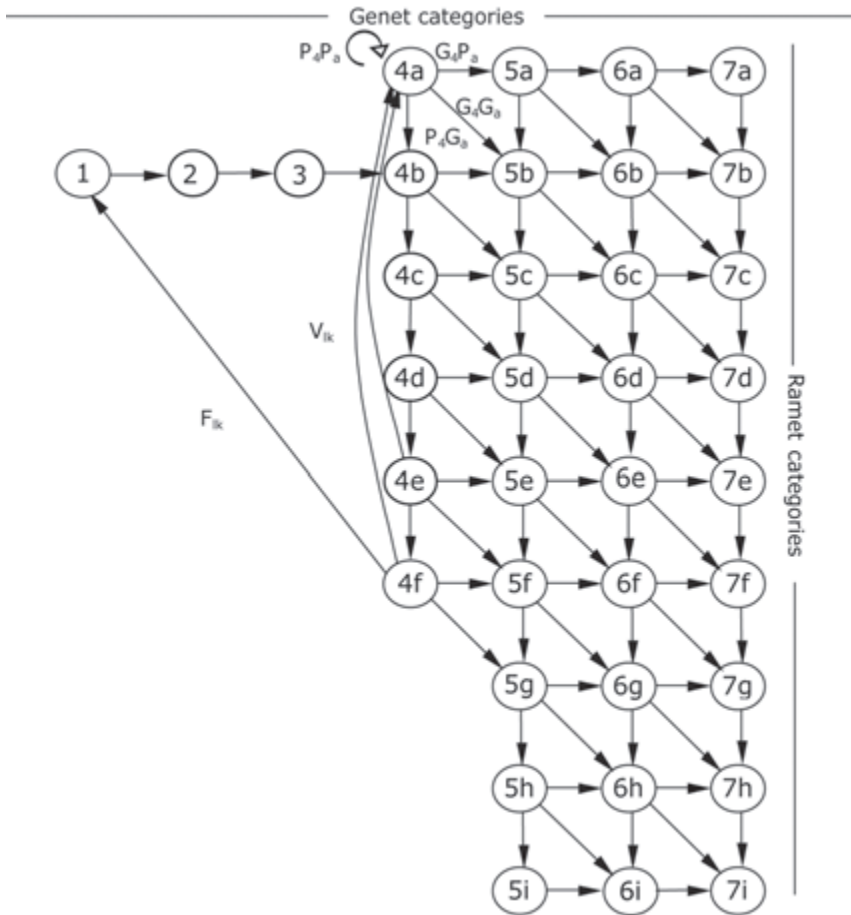 Genet categories
P₄Pₐ
4a
G₄Pₐ
5a
6a
7a
G₄Gₐ
P₄Gₐ
1
2
3
4b
5b
6b
7b
4c
5c
6c
7c
Vₗₖ
4d
5d
6d
7d
Fₗₖ
4e
5e
6e
7e
Ramet categories
4f
5f
6f
7f
5g
6g
7g
5h
6h
7h
5i
6i
7i